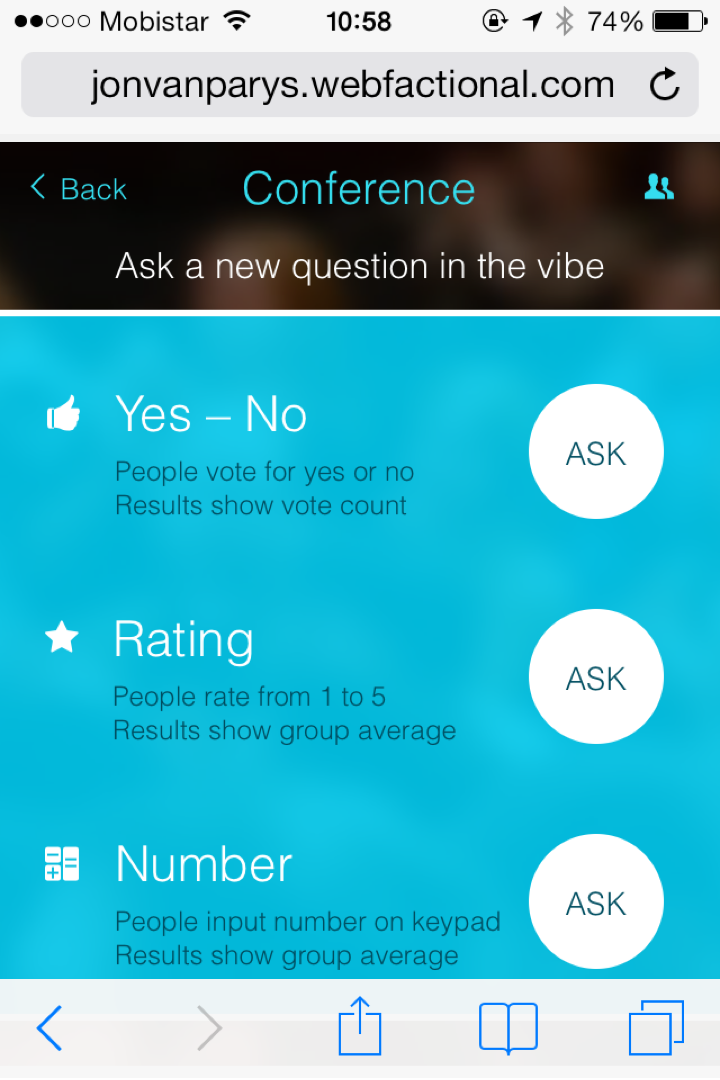 Mobistar 10:58 74%
jonvanparys.webfactional.com
Back Conference
Ask a new question in the vibe
Yes – No
People vote for yes or no
Results show vote count
ASK
Rating
People rate from 1 to 5
Results show group average
ASK
Number
People input number on keypad
Results show group average
ASK